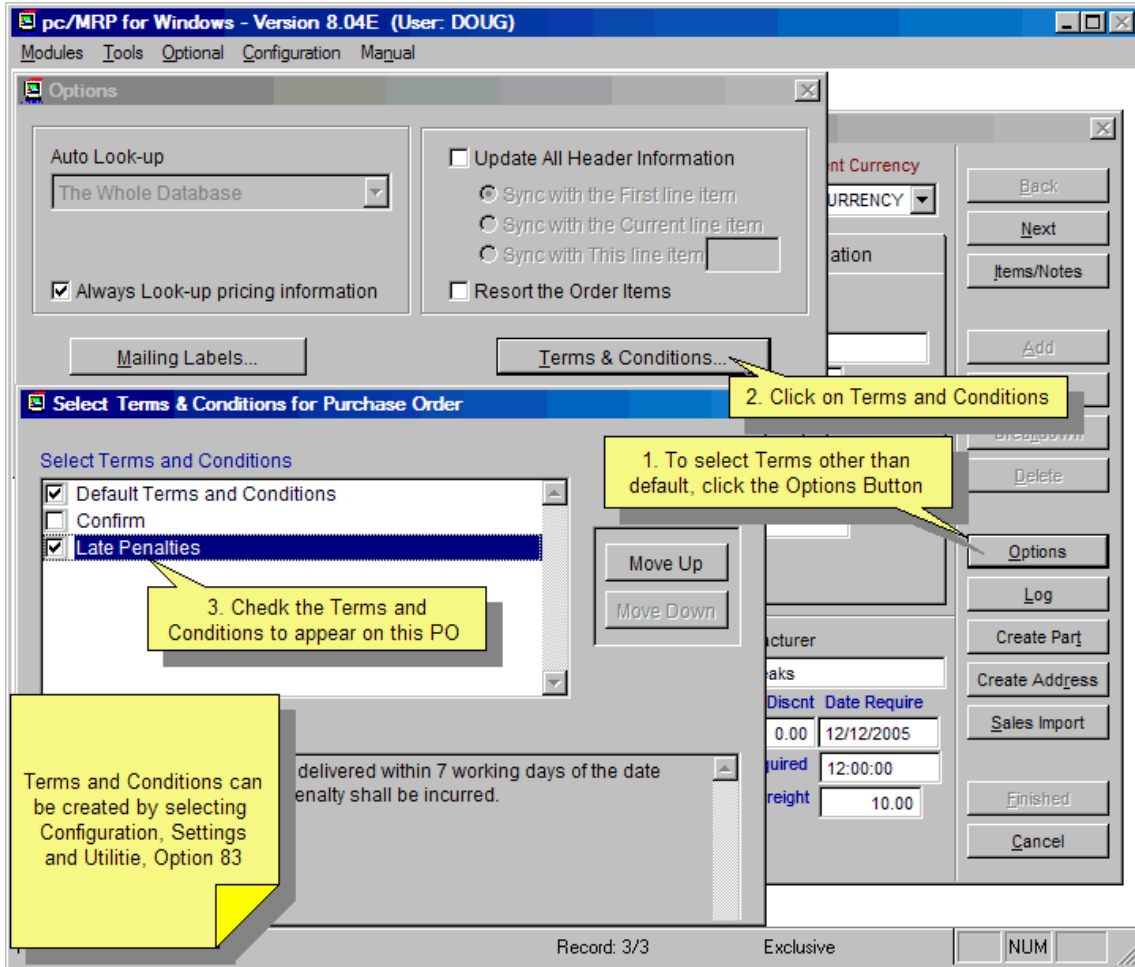 pc/MRP for Windows - Version 8.04E (User: DOUG)
Modules Tools Optional Configuration Manual
Options
Auto Look-up
The Whole Database
Always Look-up pricing information
Update All Header Information
Sync with the First line item
Sync with the Current line item
Sync with This line item
Resort the Order Items
Mailing Labels...
Terms & Conditions...
2. Click on Terms and Conditions
Select Terms & Conditions for Purchase Order
Select Terms and Conditions
Default Terms and Conditions
Confirm
Late Penalties
Move Up
Move Down
1. To select Terms other than
default, click the Options Button
3. Chedk the Terms and
Conditions to appear on this PO
Terms and Conditions can
be created by selecting
Configuration, Settings
and Utilitie, Option 83
delivered within 7 working days of the date
enalty shall be incurred.
nt Currency
URRENCY
ation
acturer
aks
Discnt Date Require
0.00 12/12/2005
quired 12:00:00
reight 10.00
Back
Next
Items/Notes
Add
Delete
Options
Log
Create Part
Create Address
Sales Import
Finished
Cancel
Record: 3/3 Exclusive NUM